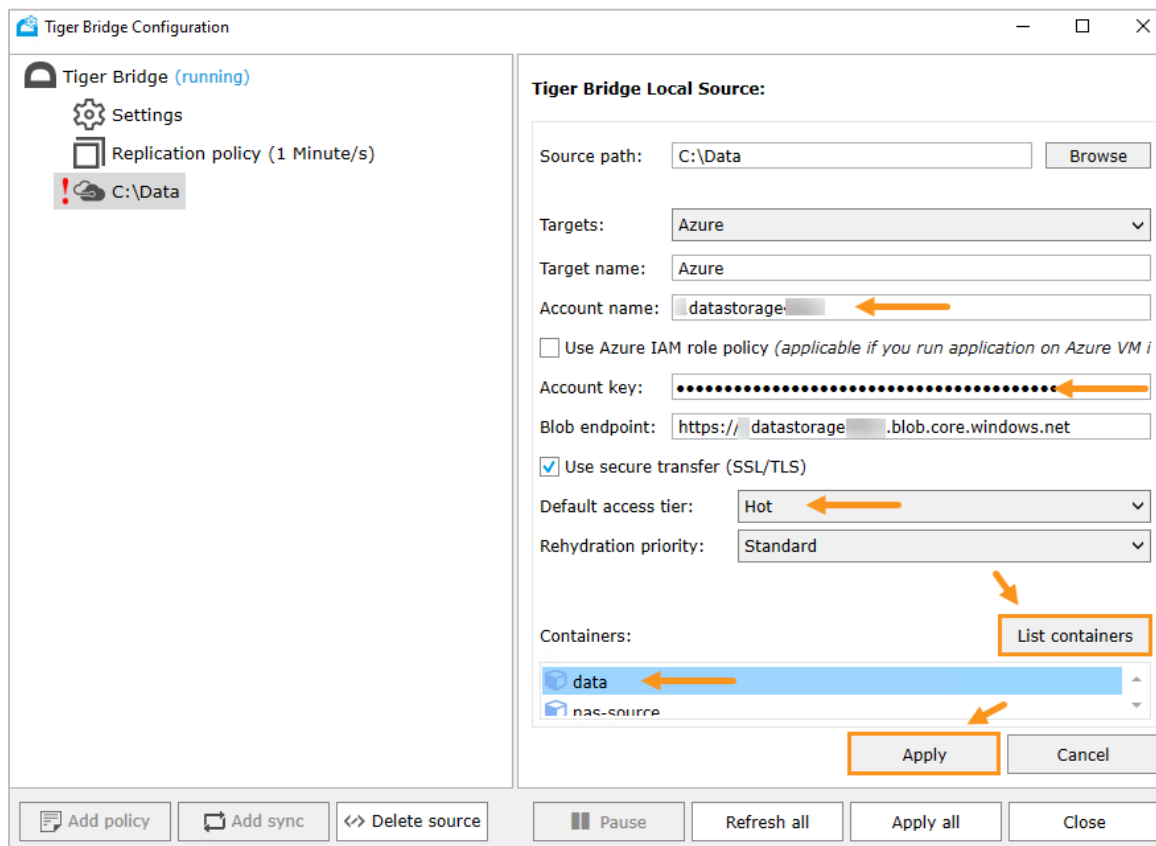 Tiger Bridge Configuration
Tiger Bridge (running)
Settings
Replication policy (1 Minute/s)
C:\Data
Tiger Bridge Local Source:
Source path: C:\Data Browse
Targets: Azure
Target name: Azure
Account name: datastorage
Use Azure IAM role policy (applicable if you run application on Azure VM i
Account key: ••••••••••••••••••••••••••••••••••••••••
Blob endpoint: https:// datastorage .blob.core.windows.net
Use secure transfer (SSL/TLS)
Default access tier: Hot
Rehydration priority: Standard
Containers: List containers
data
nas-source
Apply Cancel
Add policy Add sync Delete source Pause Refresh all Apply all Close